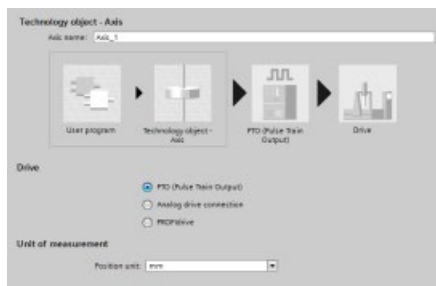 Technology object - Axis
Axis name: Axis_1
User program
Technology object - Axis
PTO (Pulse Train Output)
Drive
Drive
PTO (Pulse Train Output)
Analog drive connection
PROFIdrive
Unit of measurement
Position unit: mm